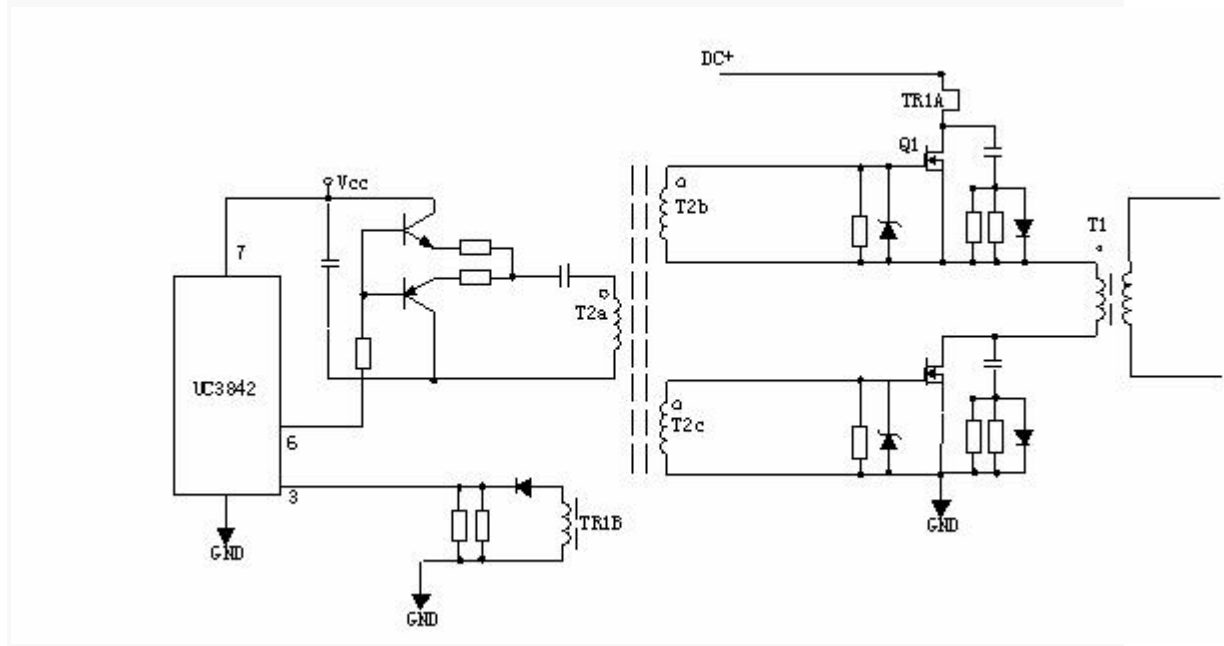 DC+
TR1A
Q1
Vcc
T2b
T1
7
T2a
UC3842
T2c
6
3
TR1B
GND
GND
GND